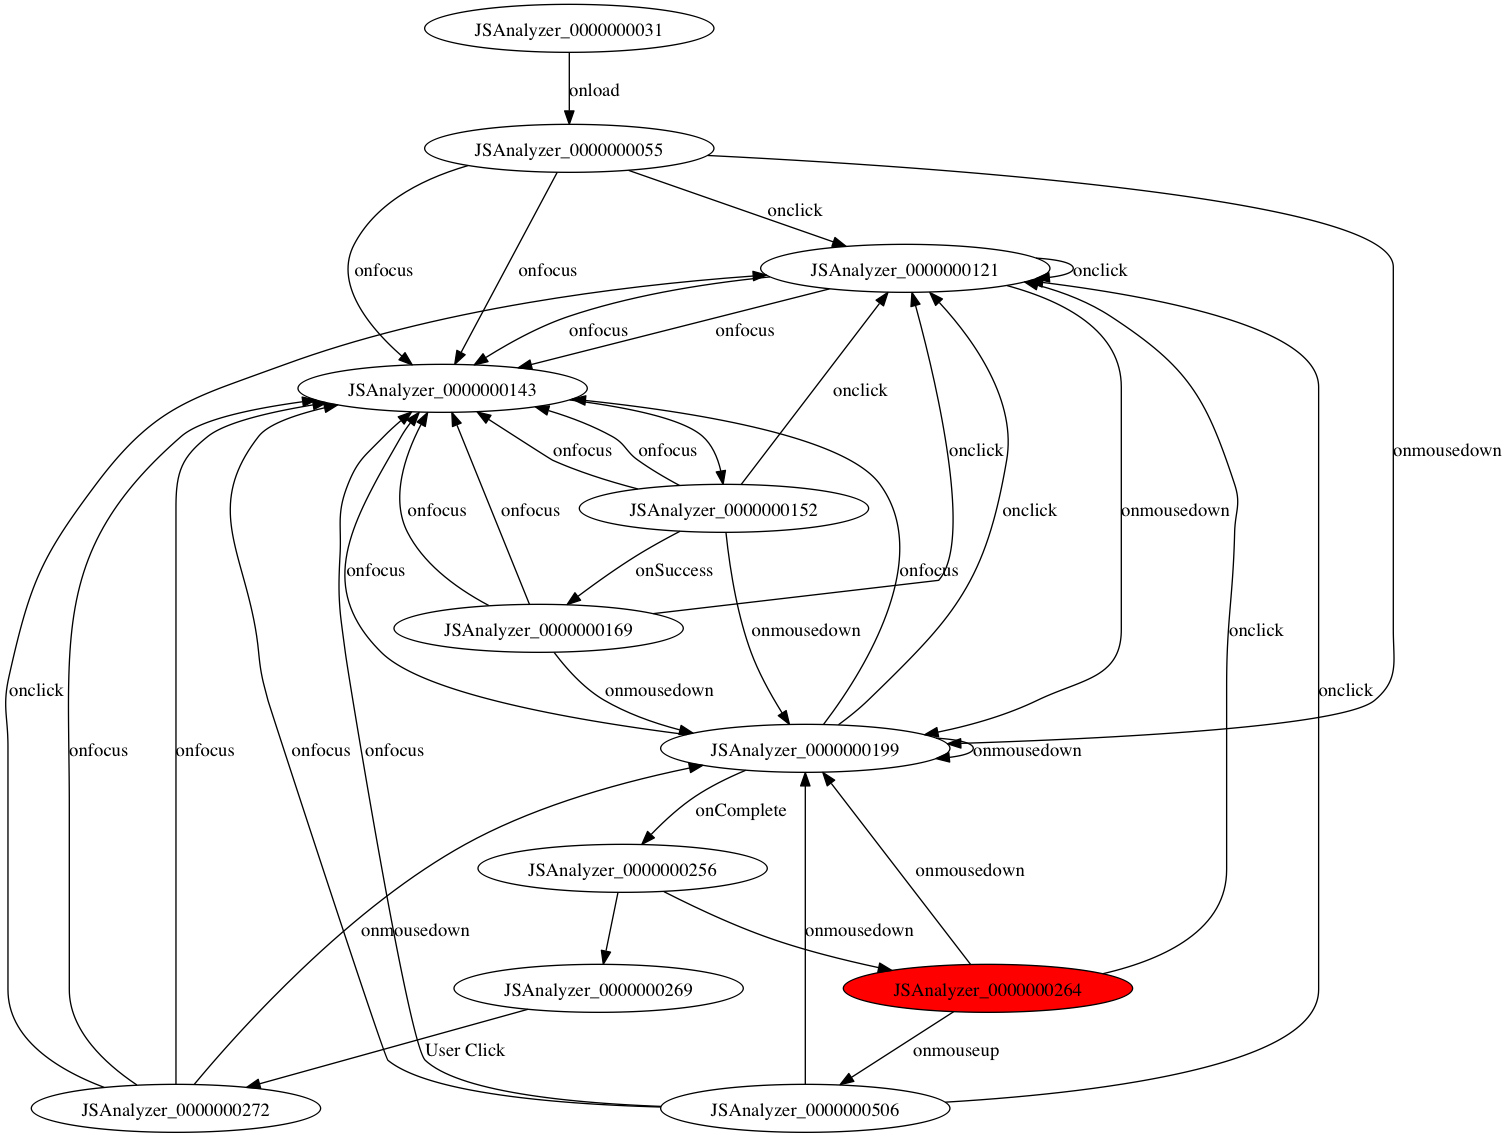 JSAnalyzer_0000000031
onload
JSAnalyzer_0000000055
onclick
onfocus
onfocus
JSAnalyzer_0000000121
onclick
onfocus
onfocus
JSAnalyzer_0000000143
onclick
onfocus
onfocus
onclick
onmousedown
JSAnalyzer_0000000152
onfocus
onfocus
onclick
onmousedown
onfocus
onSuccess
onfocus
JSAnalyzer_0000000169
onmousedown
onclick
onclick
onmousedown
onclick
onfocus
onfocus
onfocus
onfocus
JSAnalyzer_0000000199
onmousedown
onComplete
JSAnalyzer_0000000256
onmousedown
onmousedown
onmousedown
JSAnalyzer_0000000269
JSAnalyzer_0000000264
User Click
onmouseup
JSAnalyzer_0000000272
JSAnalyzer_0000000506